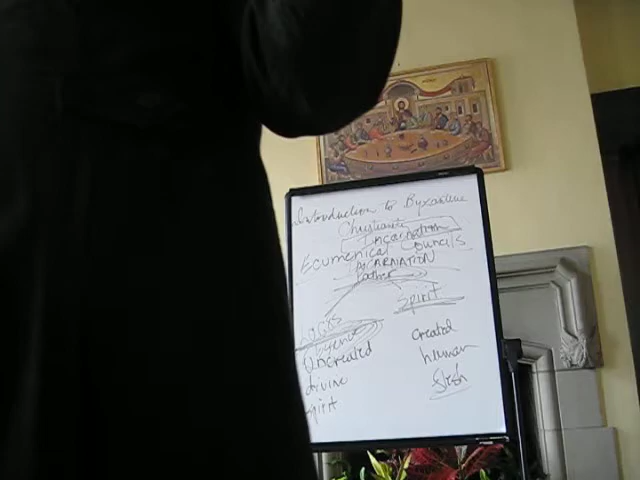 Introduction to Byzantine
Christianity
Incarnation
Ecumenical Councils
INCARNATION
Father
Spirit
LOGOS
Created
Uncreated
human
divine
flesh
spirit